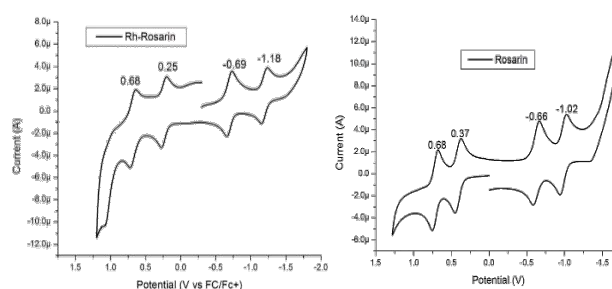 8.0µ
6.0µ
4.0µ
2.0µ
0.0
-2.0µ
-4.0µ
-6.0µ
-8.0µ
-10.0µ
-12.0µ
Current (A)
Rh-Rosarin
0.68
0.25
-0.69
-1.18
1.5 1.0 0.5 0.0 -0.5 -1.0 -1.5 -2.0
Potential (V vs FC/Fc+)
14.0µ
12.0µ
10.0µ
8.0µ
6.0µ
4.0µ
2.0µ
0.0
-2.0µ
-4.0µ
-6.0µ
Current (A)
Rosarin
0.68
0.37
-0.66
-1.02
1.5 1.0 0.5 0.0 -0.5 -1.0 -1.5
Potential (V)